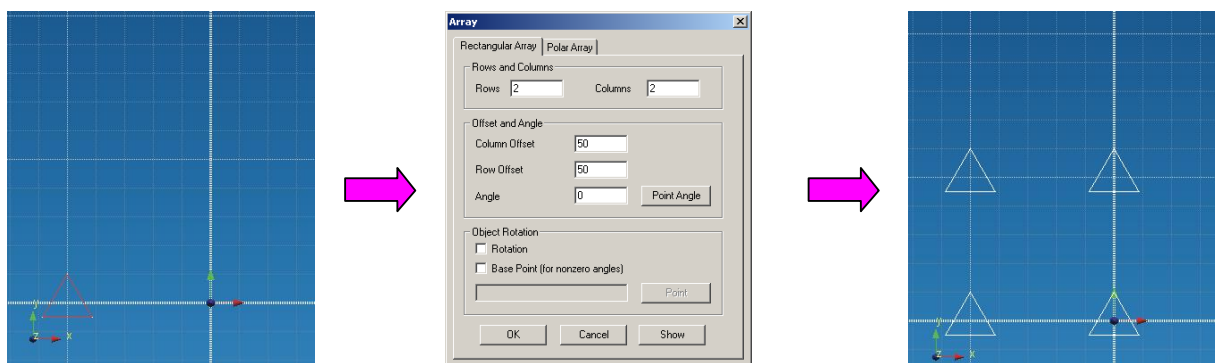 y
z x
Array
Rectangular Array Polar Array
Rows and Columns
Rows 2 Columns 2
Offset and Angle
Column Offset 50
Row Offset 50
Angle 0 Point Angle
Object Rotation
Rotation
Base Point (for nonzero angles)
Point
OK Cancel Show
y
z x